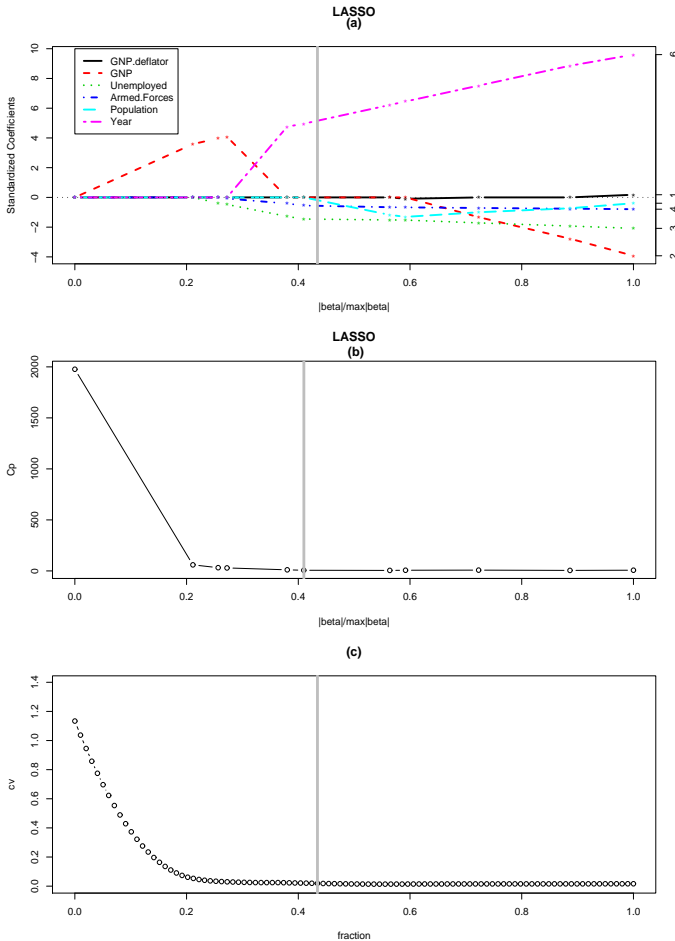 LASSO
(a)
10
8
6
4
2
0
−2
−4
Standardized Coefficients
GNP.deflator
GNP
Unemployed
Armed.Forces
Population
Year
6
1
4
3
2
0.0 0.2 0.4 0.6 0.8 1.0
|beta|/max|beta|
LASSO
(b)
2000
1500
1000
500
0
Cp
0.0 0.2 0.4 0.6 0.8 1.0
|beta|/max|beta|
(c)
1.4
1.2
1.0
0.8
0.6
0.4
0.2
0.0
cv
0.0 0.2 0.4 0.6 0.8 1.0
fraction